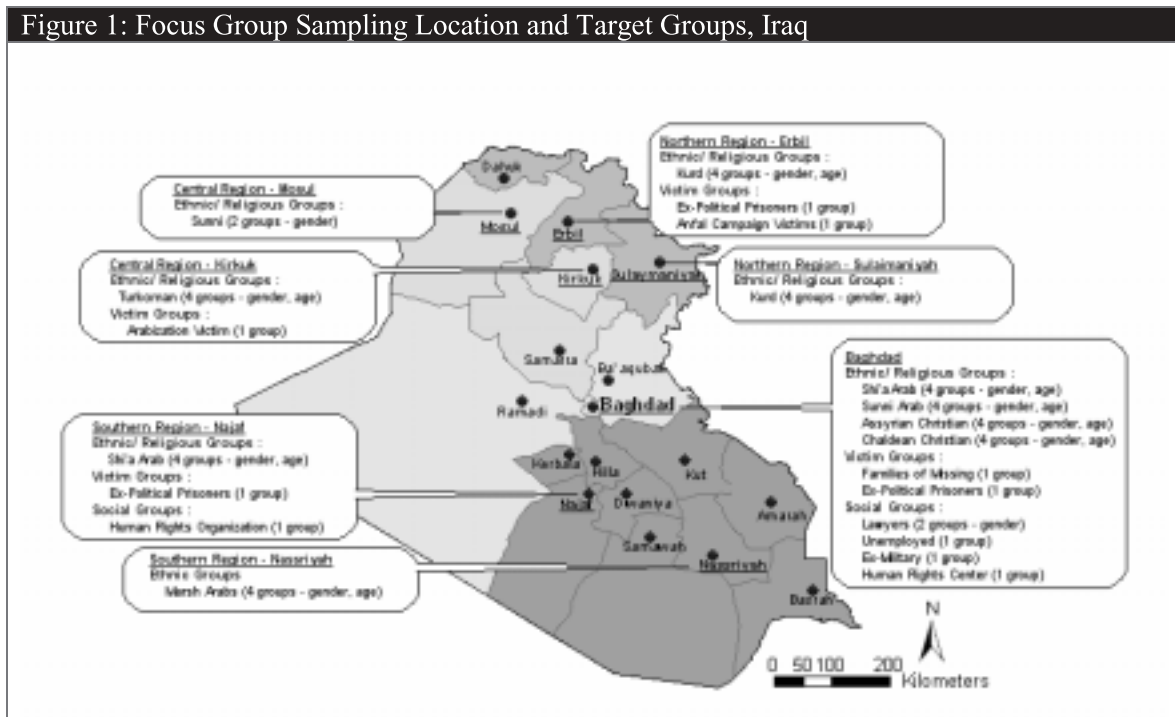 Figure 1: Focus Group Sampling Location and Target Groups, Iraq
Northern Region - Erbil
Ethnic/ Religious Groups :
Kurd (4 groups - gender, age)
Victim Groups :
Ex-Political Prisoners (1 group)
Anfal Campaign Victims (1 group)
Central Region - Mosul
Ethnic/ Religious Groups :
Sunni (2 groups - gender)
Central Region - Kirkuk
Ethnic/ Religious Groups :
Turkoman (4 groups - gender, age)
Victim Groups :
Arabization Victim (1 group)
Northern Region - Sulaimaniyah
Ethnic/ Religious Groups :
Kurd (4 groups - gender, age)
Baghdad
Ethnic/ Religious Groups :
Shi'a Arab (4 groups - gender, age)
Sunni Arab (4 groups - gender, age)
Assyrian Christian (4 groups - gender, age)
Chaldean Christian (4 groups - gender, age)
Victim Groups :
Families of Missing (1 group)
Ex-Political Prisoners (1 group)
Social Groups :
Lawyers (2 groups - gender)
Unemployed (1 group)
Ex-Military (1 group)
Human Rights Center (1 group)
Southern Region - Najaf
Ethnic/ Religious Groups :
Shi'a Arab (4 groups - gender, age)
Victim Groups :
Ex-Political Prisoners (1 group)
Social Groups :
Human Rights Organization (1 group)
Southern Region - Nassriyah
Ethnic Groups
Marsh Arabs (4 groups - gender, age)
Dahuk
Mosul
Erbil
Kirkuk
Sulaymaniyah
Samarra
Ba'aqubah
Ramadi
Baghdad
Kerbala
Hilla
Kut
Najaf
Diwaniya
Amarah
Samawah
Nassriyah
Basrah
N
0 50 100 200
Kilometers